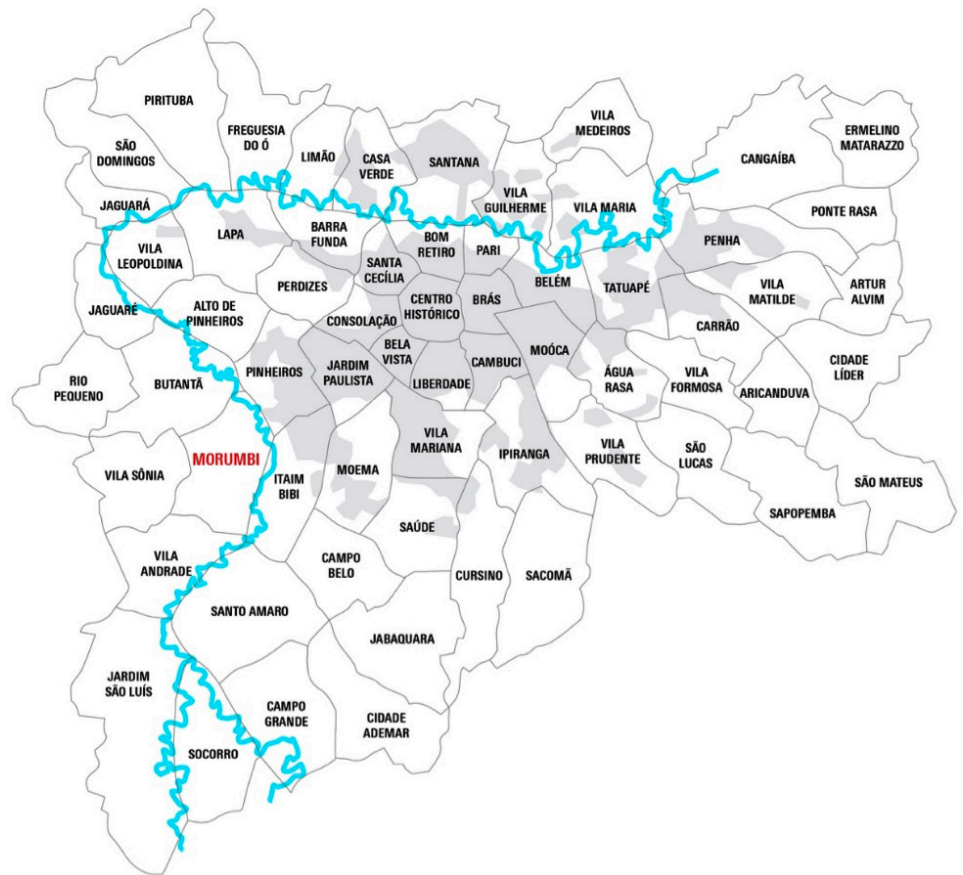 PIRITUBA
FREGUESIA
DO Ó
SÃO
DOMINGOS
LIMÃO
CASA
VERDE
SANTANA
VILA
MEDEIROS
CANGAÍBA
ERMELINO
MATARAZZO
JAGUARÁ
VILA
GUILHERME
VILA MARIA
PONTE RASA
LAPA
BARRA
FUNDA
BOM
RETIRO
PARI
PENHA
VILA
LEOPOLDINA
SANTA
CECÍLIA
BELÉM
TATUAPÉ
VILA
MATILDE
ARTUR
ALVIM
PERDIZES
JAGUARÉ
ALTO DE
PINHEIROS
CENTRO
HISTÓRICO
BRÁS
CONSOLAÇÃO
CARRÃO
BELA
VISTA
MOÓCA
RIO
PEQUENO
BUTANTÃ
PINHEIROS
JARDIM
PAULISTA
LIBERDADE
CAMBUCI
ÁGUA
RASA
VILA
FORMOSA
ARICANDUVA
CIDADE
LÍDER
VILA SÔNIA
MORUMBI
ITAIM
BIBI
MOEMA
VILA
MARIANA
IPIRANGA
VILA
PRUDENTE
SÃO
LUCAS
SÃO MATEUS
SAPOPEMBA
SAÚDE
VILA
ANDRADE
CAMPO
BELO
CURSINO
SACOMÃ
SANTO AMARO
JABAQUARA
JARDIM
SÃO LUÍS
CAMPO
GRANDE
CIDADE
ADEMAR
SOCORRO